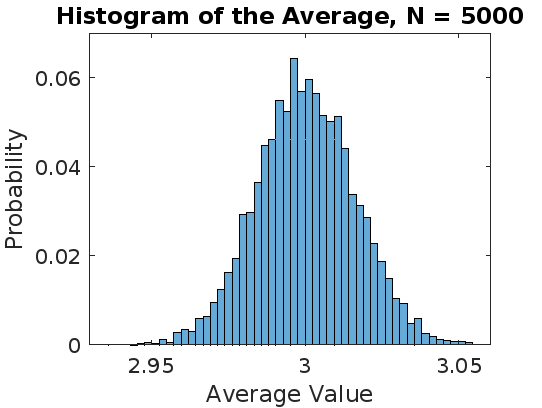 Histogram of the Average, N = 5000
Probability
0.06
0.04
0.02
0
2.95
3
3.05
Average Value